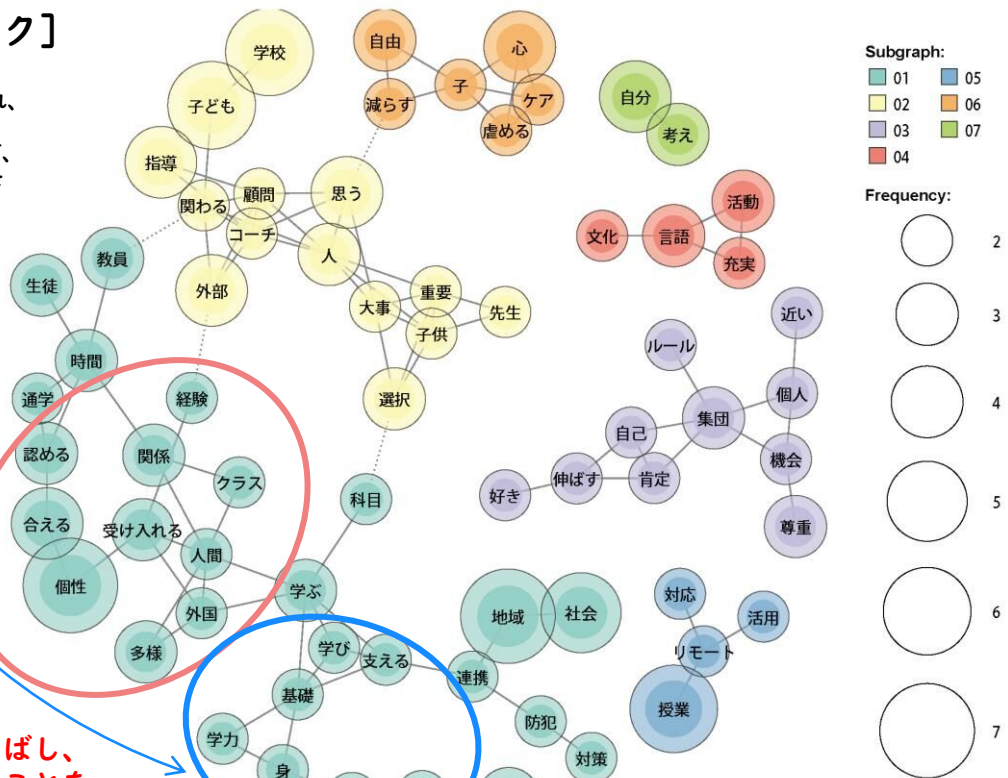 ク］
れ、
、
学校
子ども
指導
顧問
思う
関わる
コーチ
人
外部
大事
重要
子供
先生
選択
自由
心
子
減らす
ケア
虐める
自分
考え
活動
文化
言語
充実
教員
生徒
時間
通学
経験
認める
関係
クラス
合える
受け入れる
人間
個性
外国
多様
科目
学ぶ
学び
支える
基礎
学力
身
地域
社会
連携
防犯
対策
近い
ルール
個人
集団
自己
機会
伸ばす
肯定
好き
尊重
対応
活用
リモート
授業
Subgraph:
01 05
02 06
03 07
04
Frequency:
2
3
4
5
6
7
ばし、
ことを